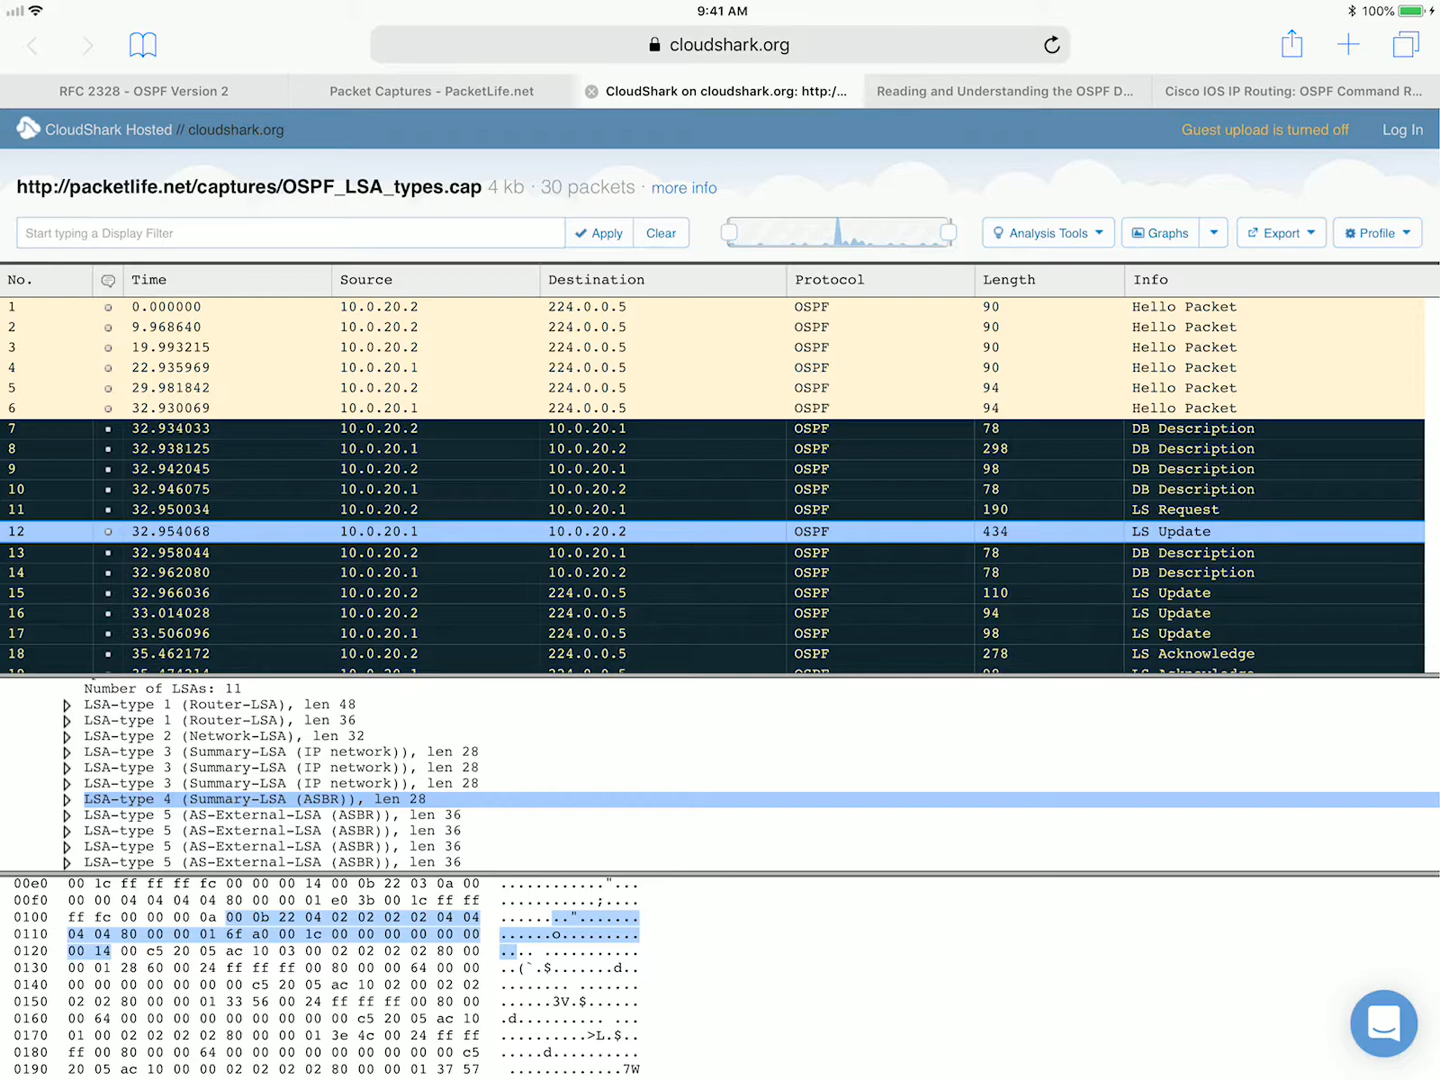 9:41 AM
100%
cloudshark.org
RFC 2328 - OSPF Version 2
Packet Captures - PacketLife.net
CloudShark on cloudshark.org: http:/...
Reading and Understanding the OSPF D...
Cisco IOS IP Routing: OSPF Command R...
CloudShark Hosted // cloudshark.org
Guest upload is turned off
Log In
http://packetlife.net/captures/OSPF_LSA_types.cap 4 kb · 30 packets · more info
Start typing a Display Filter
Apply
Clear
Analysis Tools
Graphs
Export
Profile
No. Time Source Destination Protocol Length Info
1 0.000000 10.0.20.2 224.0.0.5 OSPF 90 Hello Packet
2 9.968640 10.0.20.2 224.0.0.5 OSPF 90 Hello Packet
3 19.993215 10.0.20.2 224.0.0.5 OSPF 90 Hello Packet
4 22.935969 10.0.20.1 224.0.0.5 OSPF 90 Hello Packet
5 29.981842 10.0.20.2 224.0.0.5 OSPF 94 Hello Packet
6 32.930069 10.0.20.1 224.0.0.5 OSPF 94 Hello Packet
7 32.934033 10.0.20.2 10.0.20.1 OSPF 78 DB Description
8 32.938125 10.0.20.1 10.0.20.2 OSPF 298 DB Description
9 32.942045 10.0.20.2 10.0.20.1 OSPF 98 DB Description
10 32.946075 10.0.20.1 10.0.20.2 OSPF 78 DB Description
11 32.950034 10.0.20.2 10.0.20.1 OSPF 190 LS Request
12 32.954068 10.0.20.1 10.0.20.2 OSPF 434 LS Update
13 32.958044 10.0.20.2 10.0.20.1 OSPF 78 DB Description
14 32.962080 10.0.20.1 10.0.20.2 OSPF 78 DB Description
15 32.966036 10.0.20.2 224.0.0.5 OSPF 110 LS Update
16 33.014028 10.0.20.2 224.0.0.5 OSPF 94 LS Update
17 33.506096 10.0.20.1 224.0.0.5 OSPF 98 LS Update
18 35.462172 10.0.20.2 224.0.0.5 OSPF 278 LS Acknowledge
Number of LSAs: 11
LSA-type 1 (Router-LSA), len 48
LSA-type 1 (Router-LSA), len 36
LSA-type 2 (Network-LSA), len 32
LSA-type 3 (Summary-LSA (IP network)), len 28
LSA-type 3 (Summary-LSA (IP network)), len 28
LSA-type 3 (Summary-LSA (IP network)), len 28
LSA-type 4 (Summary-LSA (ASBR)), len 28
LSA-type 5 (AS-External-LSA (ASBR)), len 36
LSA-type 5 (AS-External-LSA (ASBR)), len 36
LSA-type 5 (AS-External-LSA (ASBR)), len 36
LSA-type 5 (AS-External-LSA (ASBR)), len 36
00e0 00 1c ff ff ff fc 00 00 00 14 00 0b 22 03 0a 00 ............"...
00f0 00 00 04 04 04 04 80 00 00 01 e0 3b 00 1c ff ff ...........;....
0100 ff fc 00 00 00 0a 00 0b 22 04 02 02 02 02 04 04 ........".......
0110 04 04 80 00 00 01 6f a0 00 1c 00 00 00 00 00 00 ......o.........
0120 00 14 00 c5 20 05 ac 10 03 00 02 02 02 02 80 00 .... ...........
0130 00 01 28 60 00 24 ff ff ff 00 80 00 00 64 00 00 ..(`.$.......d..
0140 00 00 00 00 00 00 00 c5 20 05 ac 10 02 00 02 02 ........ .......
0150 02 02 80 00 00 01 33 56 00 24 ff ff ff 00 80 00 ......3V.$......
0160 00 64 00 00 00 00 00 00 00 00 00 c5 20 05 ac 10 .d.......... ...
0170 01 00 02 02 02 02 80 00 00 01 3e 4c 00 24 ff ff ..........>L.$..
0180 ff 00 80 00 00 64 00 00 00 00 00 00 00 00 00 c5 .....d..........
0190 20 05 ac 10 00 00 02 02 02 02 80 00 00 01 37 57 .............7W